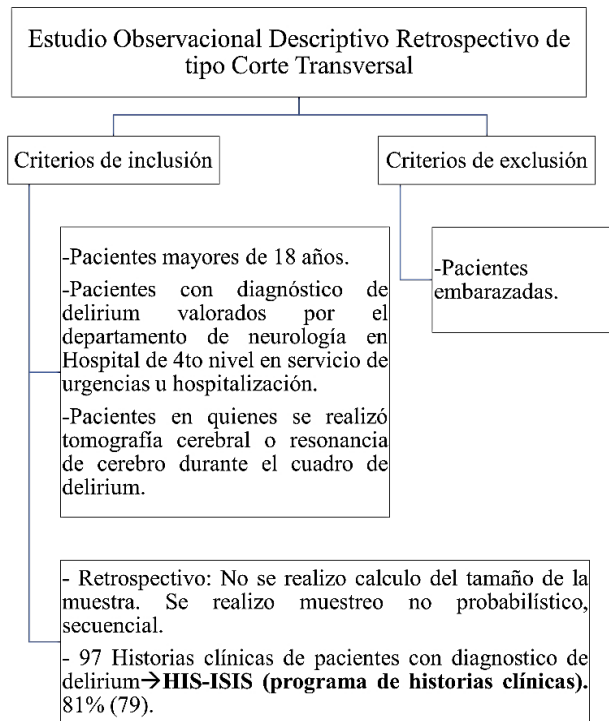 Estudio Observacional Descriptivo Retrospectivo de
tipo Corte Transversal
Criterios de inclusión
Criterios de exclusión
-Pacientes mayores de 18 años.
-Pacientes con diagnóstico de
delirium valorados por el
departamento de neurología en
Hospital de 4to nivel en servicio de
urgencias u hospitalización.
-Pacientes en quienes se realizó
tomografía cerebral o resonancia
de cerebro durante el cuadro de
delirium.
-Pacientes
embarazadas.
- Retrospectivo: No se realizo calculo del tamaño de la
muestra. Se realizo muestreo no probabilístico,
secuencial.
- 97 Historias clínicas de pacientes con diagnostico de
delirium→HIS-ISIS (programa de historias clínicas).
81% (79).